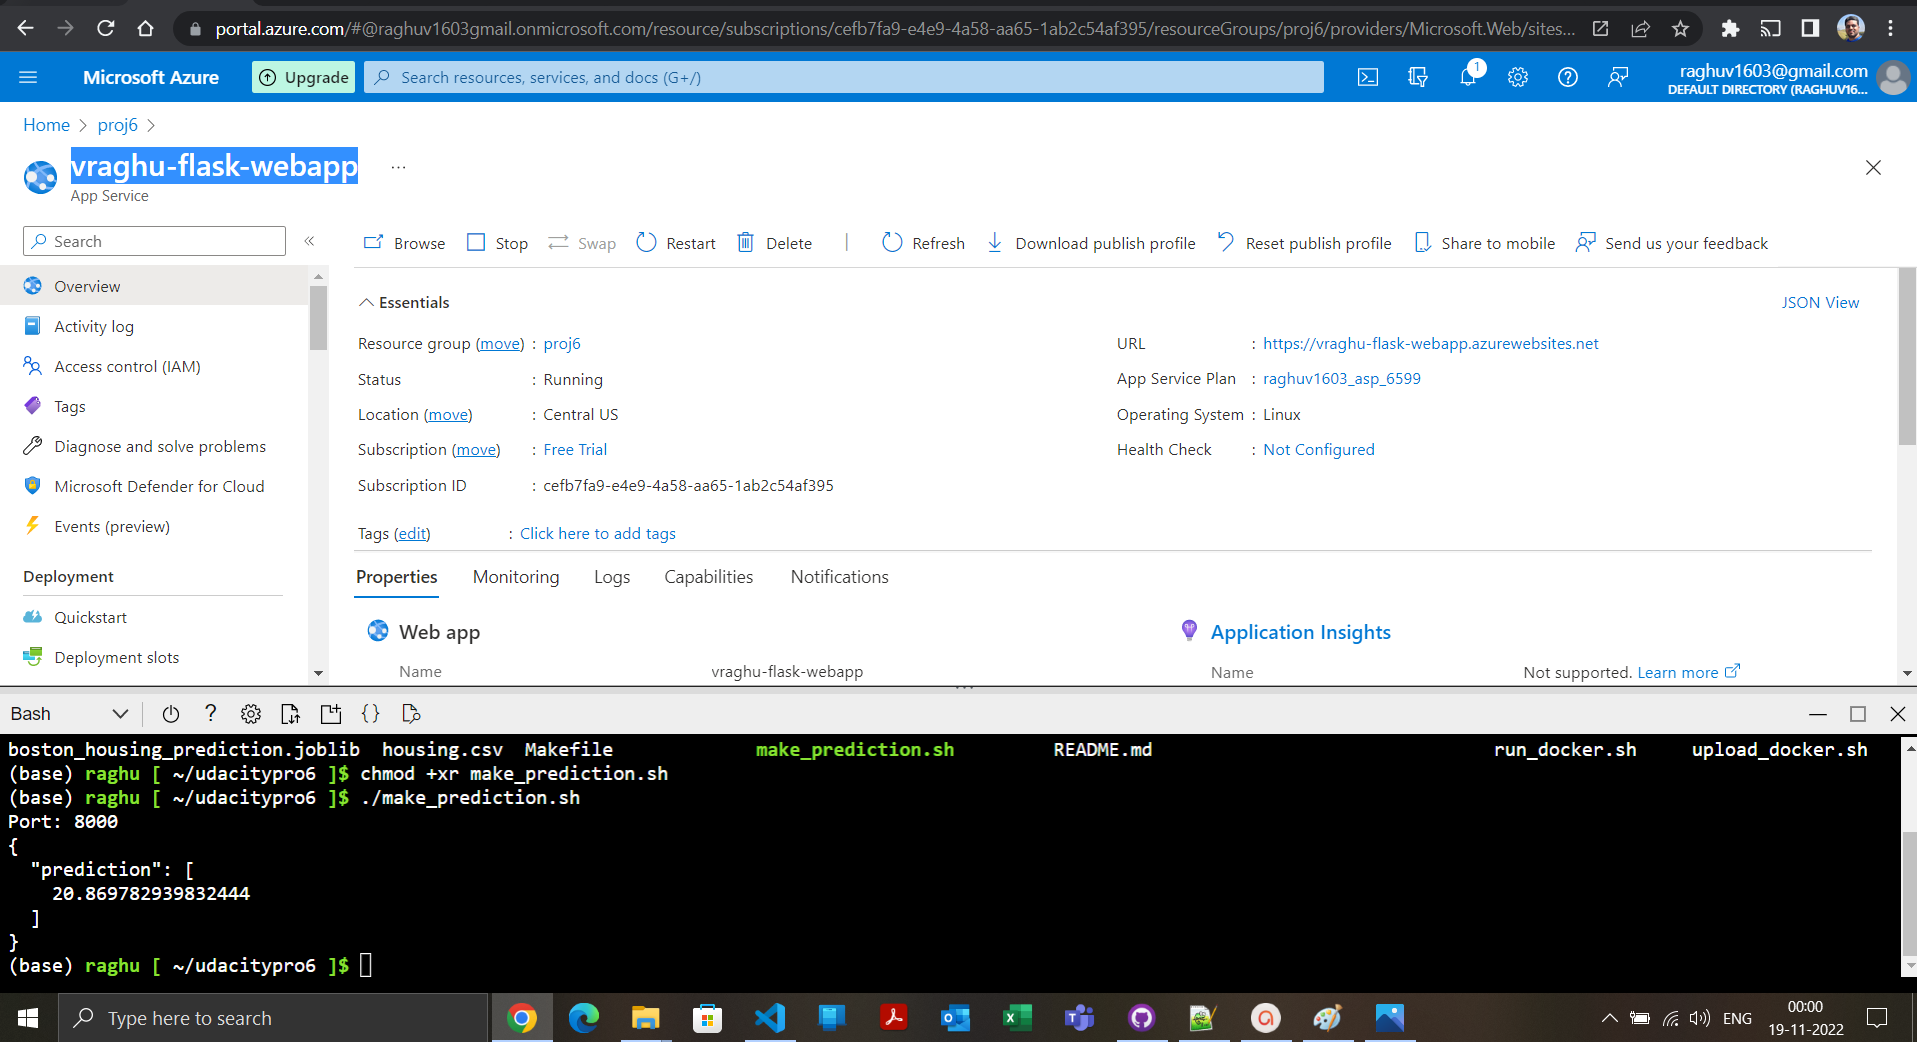 portal.azure.com/#@raghuv1603gmail.onmicrosoft.com/resource/subscriptions/cefb7fa9-e4e9-4a58-aa65-1ab2c54af395/resourceGroups/proj6/providers/Microsoft.Web/sites...
Microsoft Azure
Upgrade
Search resources, services, and docs (G+/)
1
raghuv1603@gmail.com
DEFAULT DIRECTORY (RAGHUV16...
Home > proj6 >
vraghu-flask-webapp ...
App Service
Search «
Browse Stop Swap Restart Delete | Refresh Download publish profile Reset publish profile Share to mobile Send us your feedback
Overview
Activity log
Access control (IAM)
Tags
Diagnose and solve problems
Microsoft Defender for Cloud
Events (preview)
Deployment
Quickstart
Deployment slots
Essentials JSON View
Resource group (move) : proj6
Status : Running
Location (move) : Central US
Subscription (move) : Free Trial
Subscription ID : cefb7fa9-e4e9-4a58-aa65-1ab2c54af395
URL : https://vraghu-flask-webapp.azurewebsites.net
App Service Plan : raghuv1603_asp_6599
Operating System : Linux
Health Check : Not Configured
Tags (edit) : Click here to add tags
Properties Monitoring Logs Capabilities Notifications
Web app
Name vraghu-flask-webapp
Application Insights
Name Not supported. Learn more
Bash ? {}
boston_housing_prediction.joblib housing.csv Makefile make_prediction.sh README.md run_docker.sh upload_docker.sh
(base) raghu [ ~/udacitypro6 ]$ chmod +xr make_prediction.sh
(base) raghu [ ~/udacitypro6 ]$ ./make_prediction.sh
Port: 8000
{
"prediction": [
20.869782939832444
]
}
(base) raghu [ ~/udacitypro6 ]$
Type here to search
ENG
00:00
19-11-2022